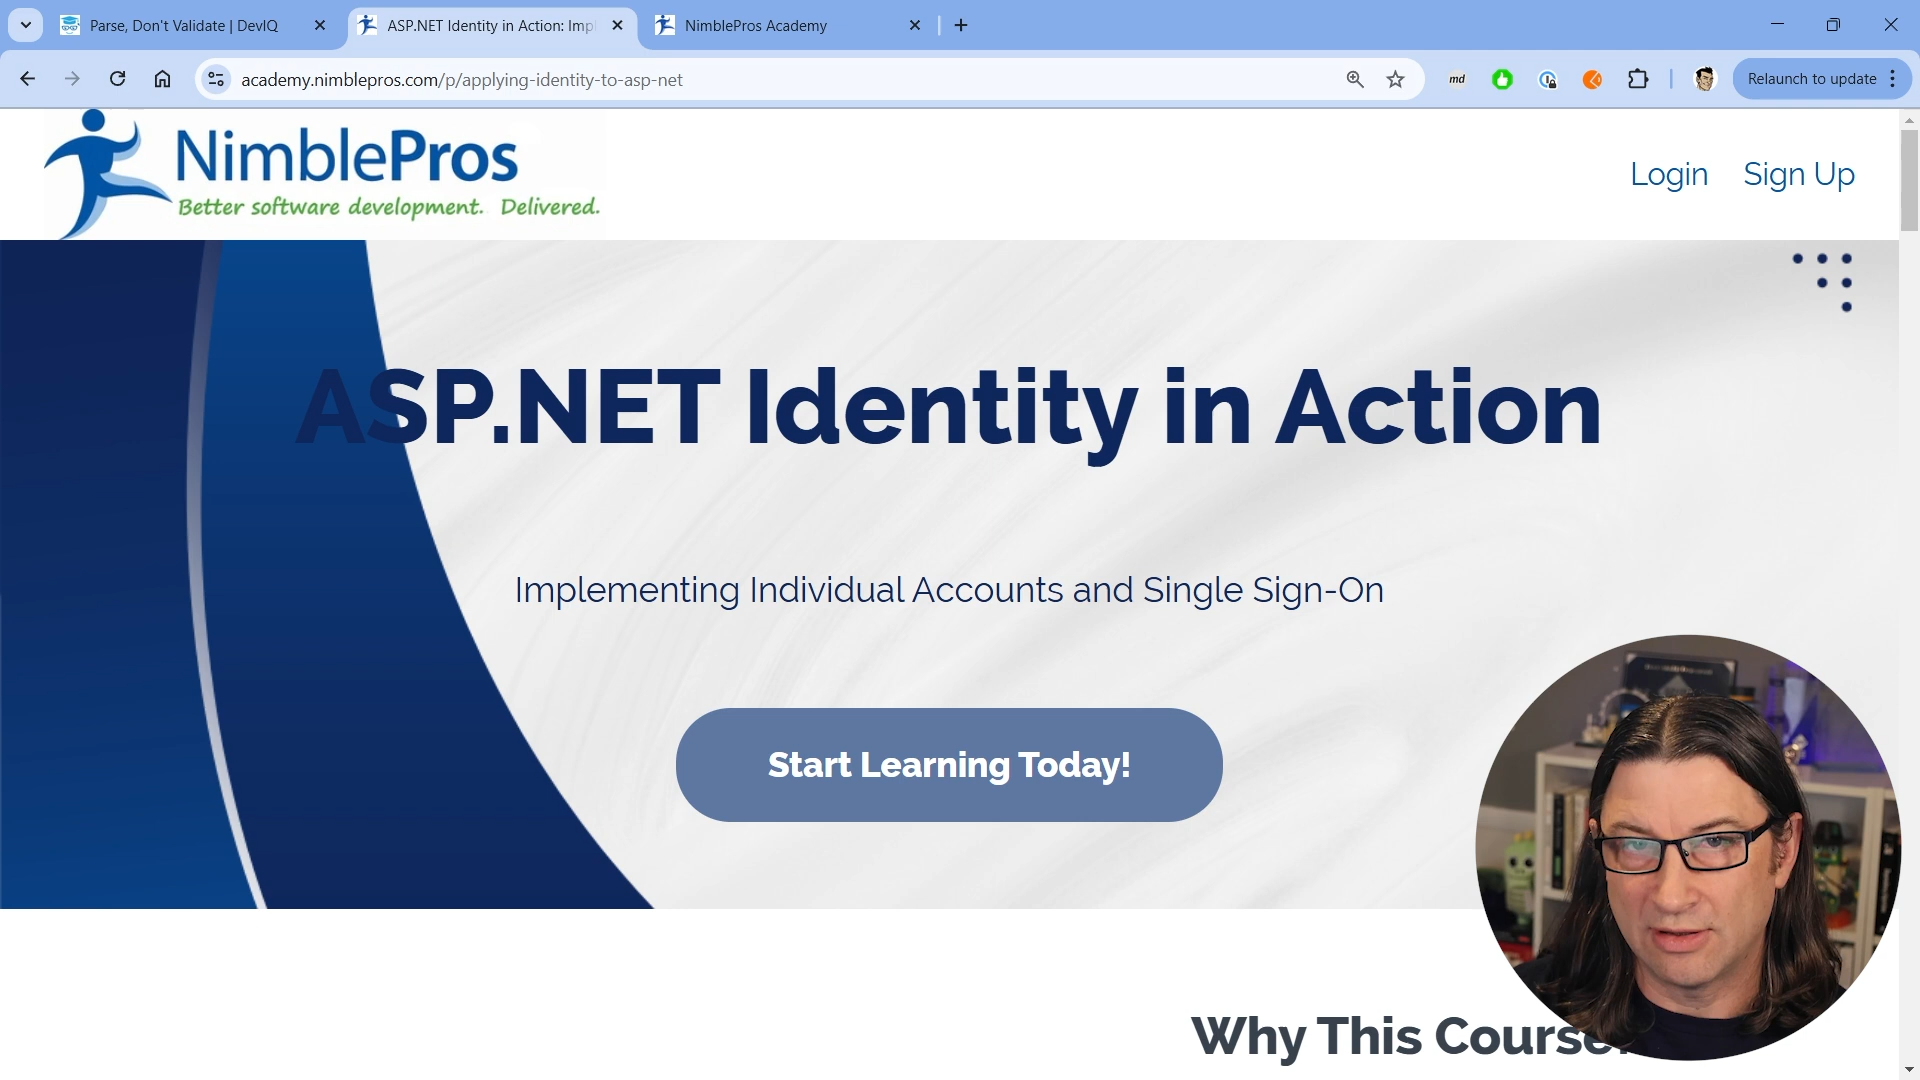 Parse, Don't Validate | DevIQ
ASP.NET Identity in Action: Imp
NimblePros Academy
academy.nimblepros.com/p/applying-identity-to-asp-net
md
Relaunch to update
NimblePros
Better software development. Delivered.
Login
Sign Up
ASP.NET Identity in Action
Implementing Individual Accounts and Single Sign-On
Start Learning Today!
Why This Course